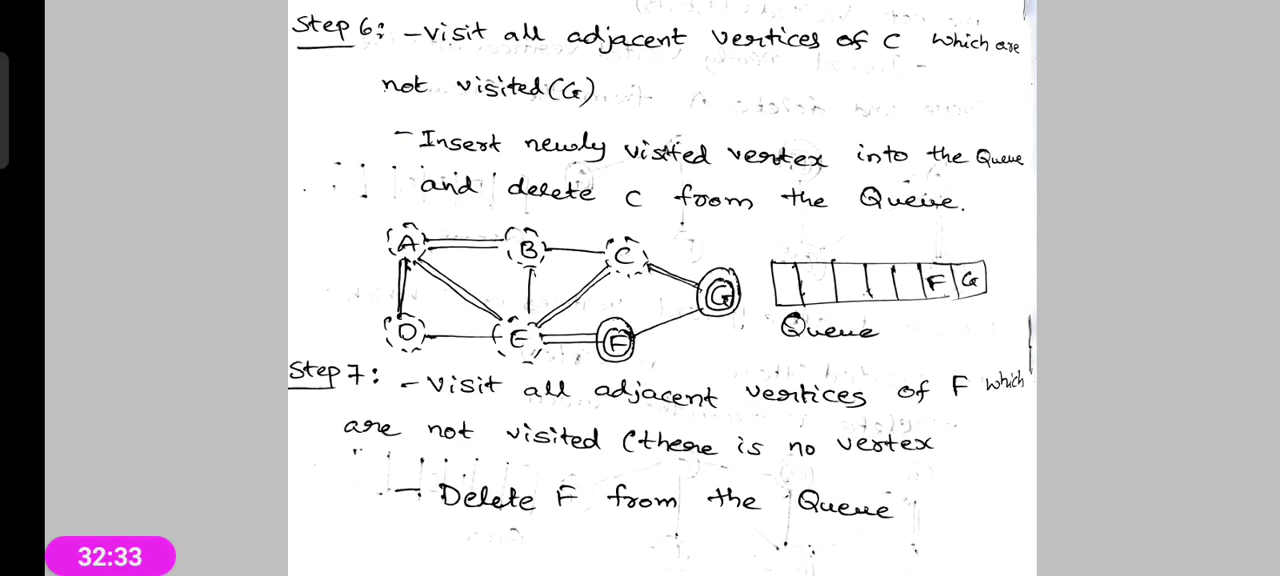 Step 6: - Visit all adjacent vertices of C which are
not visited (G)
- Insert newly visited vertex into the Queue
and delete C from the Queue.
A B C
G
F G
D E F
Queue
Step 7: - Visit all adjacent vertices of F which
are not visited (there is no vertex
- Delete F from the Queue
32:33